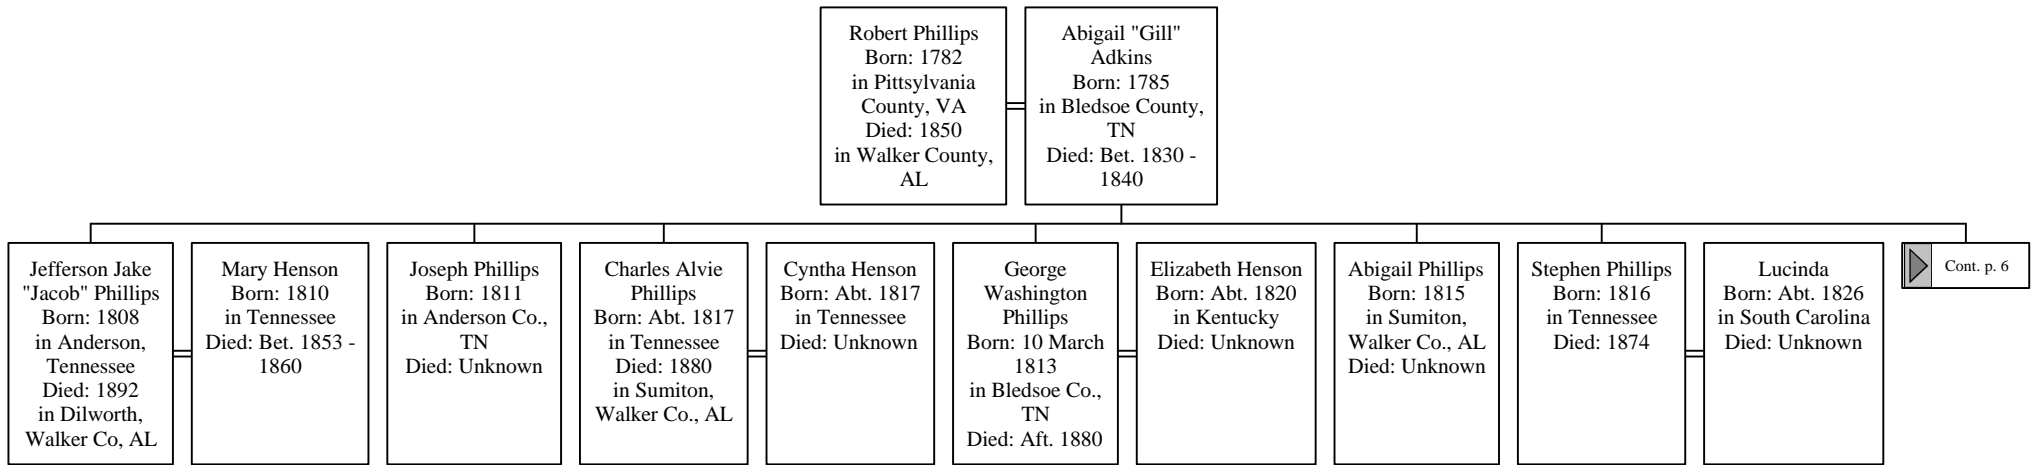 Robert Phillips
Born: 1782
in Pittsylvania
County, VA
Died: 1850
in Walker County,
AL
Abigail "Gill"
Adkins
Born: 1785
in Bledsoe County,
TN
Died: Bet. 1830 -
1840
Jefferson Jake
"Jacob" Phillips
Born: 1808
in Anderson,
Tennessee
Died: 1892
in Dilworth,
Walker Co, AL
Mary Henson
Born: 1810
in Tennessee
Died: Bet. 1853 -
1860
Joseph Phillips
Born: 1811
in Anderson Co.,
TN
Died: Unknown
Charles Alvie
Phillips
Born: Abt. 1817
in Tennessee
Died: 1880
in Sumiton,
Walker Co., AL
Cyntha Henson
Born: Abt. 1817
in Tennessee
Died: Unknown
George
Washington
Phillips
Born: 10 March
1813
in Bledsoe Co.,
TN
Died: Aft. 1880
Elizabeth Henson
Born: Abt. 1820
in Kentucky
Died: Unknown
Abigail Phillips
Born: 1815
in Sumiton,
Walker Co., AL
Died: Unknown
Stephen Phillips
Born: 1816
in Tennessee
Died: 1874
Lucinda
Born: Abt. 1826
in South Carolina
Died: Unknown
Cont. p. 6